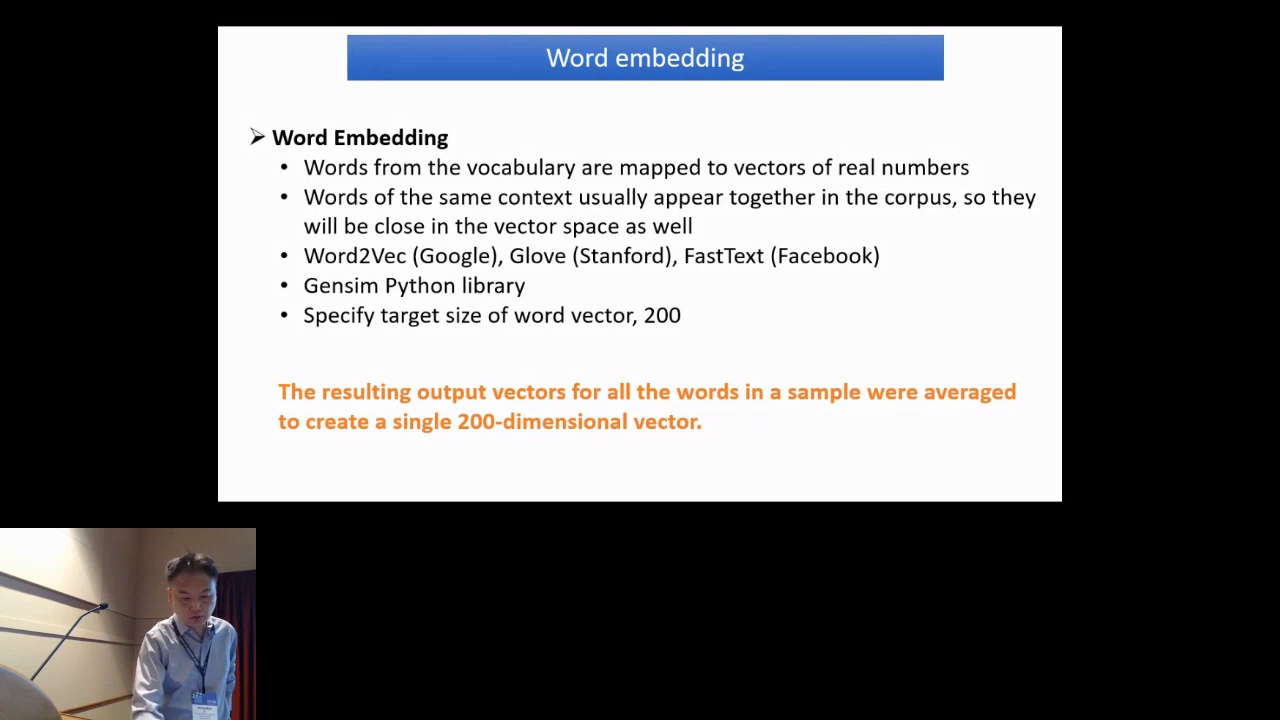 Word embedding
➢ Word Embedding
• Words from the vocabulary are mapped to vectors of real numbers
• Words of the same context usually appear together in the corpus, so they
will be close in the vector space as well
• Word2Vec (Google), Glove (Stanford), FastText (Facebook)
• Gensim Python library
• Specify target size of word vector, 200
The resulting output vectors for all the words in a sample were averaged
to create a single 200-dimensional vector.